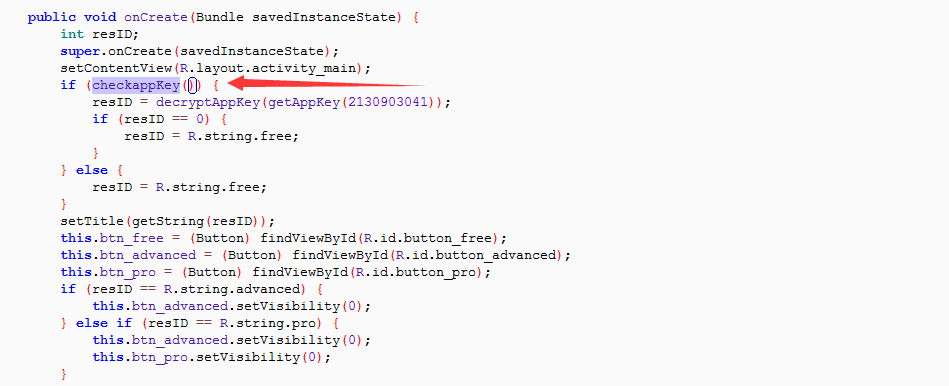 public void onCreate(Bundle savedInstanceState) {
int resID;
super.onCreate(savedInstanceState);
setContentView(R.layout.activity_main);
if (checkappKey()) {
resID = decryptAppKey(getAppKey(2130903041));
if (resID == 0) {
resID = R.string.free;
}
} else {
resID = R.string.free;
}
setTitle(getString(resID));
this.btn_free = (Button) findViewById(R.id.button_free);
this.btn_advanced = (Button) findViewById(R.id.button_advanced);
this.btn_pro = (Button) findViewById(R.id.button_pro);
if (resID == R.string.advanced) {
this.btn_advanced.setVisibility(0);
} else if (resID == R.string.pro) {
this.btn_advanced.setVisibility(0);
this.btn_pro.setVisibility(0);
}